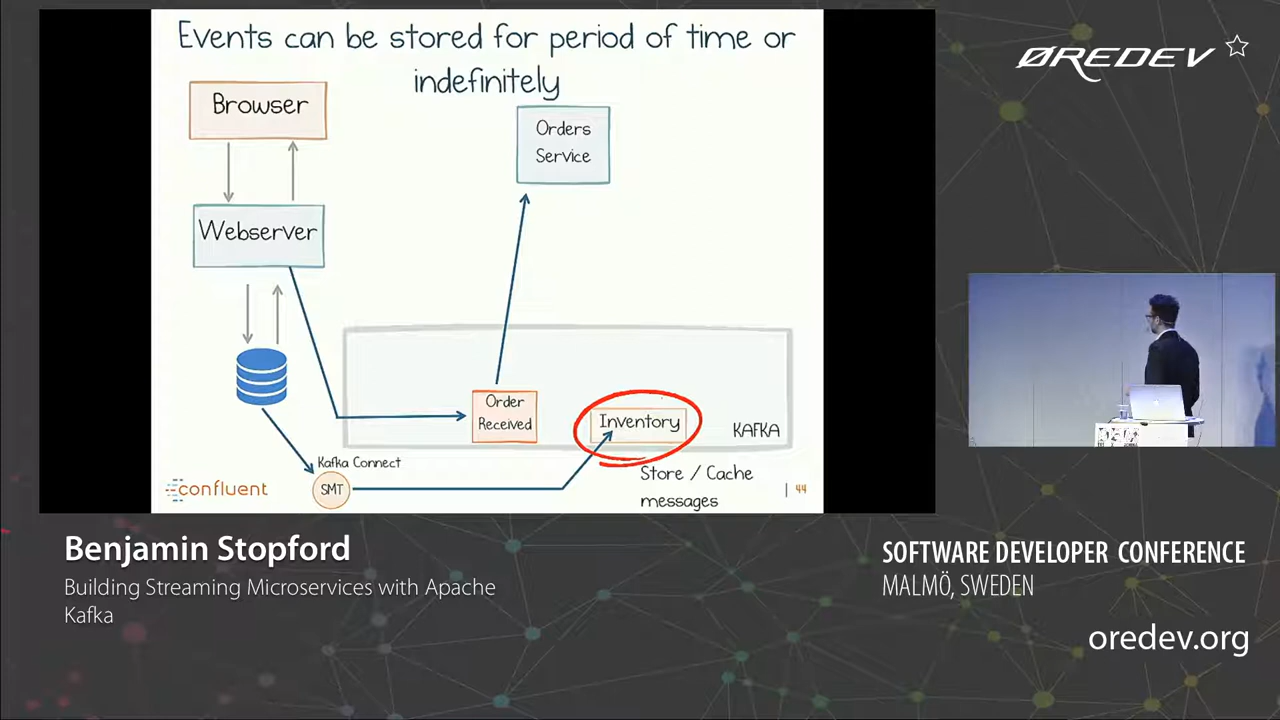 Events can be stored for period of time or
indefinitely
Browser
Orders
Service
Webserver
Order
Received
Inventory
KAFKA
Kafka Connect
SMT
Store / Cache
messages
confluent
| 44
ØREDEV
Benjamin Stopford
Building Streaming Microservices with Apache
Kafka
SOFTWARE DEVELOPER CONFERENCE
MALMÖ, SWEDEN
oredev.org